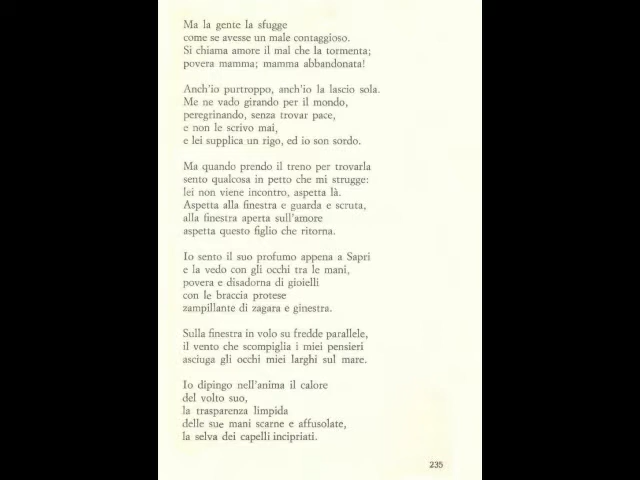 Ma la gente la sfugge
come se avesse un male contaggioso.
Si chiama amore il mal che la tormenta;
povera mamma; mamma abbandonata!
Anch'io purtroppo, anch'io la lascio sola.
Me ne vado girando per il mondo,
peregrinando, senza trovar pace,
e non le scrivo mai,
e lei supplica un rigo, ed io son sordo.
Ma quando prendo il treno per trovarla
sento qualcosa in petto che mi strugge:
lei non viene incontro, aspetta là.
Aspetta alla finestra e guarda e scruta,
alla finestra aperta sull'amore
aspetta questo figlio che ritorna.
Io sento il suo profumo appena a Sapri
e la vedo con gli occhi tra le mani,
povera e disadorna di gioielli
con le braccia protese
zampillante di zagara e ginestra.
Sulla finestra in volo su fredde parallele,
il vento che scompiglia i miei pensieri
asciuga gli occhi miei larghi sul mare.
Io dipingo nell'anima il calore
del volto suo,
la trasparenza limpida
delle sue mani scarne e affusolate,
la selva dei capelli incipriati.
235